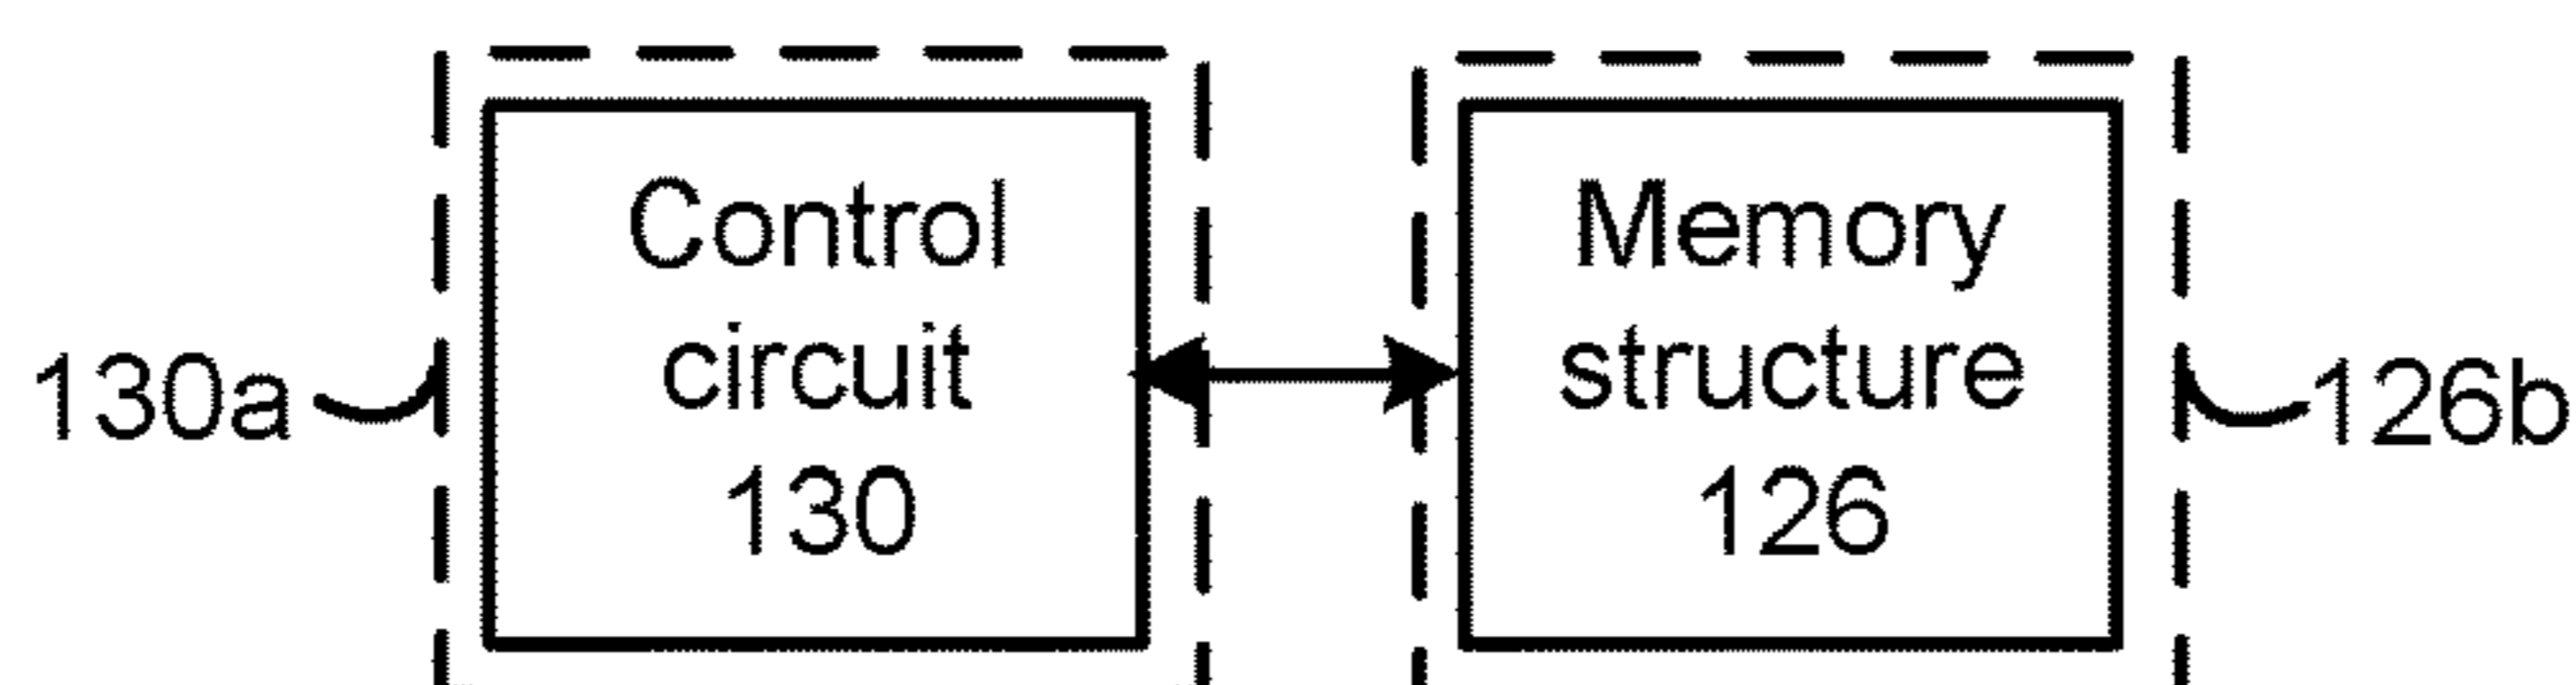 Control
circuit
130
130a
Memory
structure
126
126b